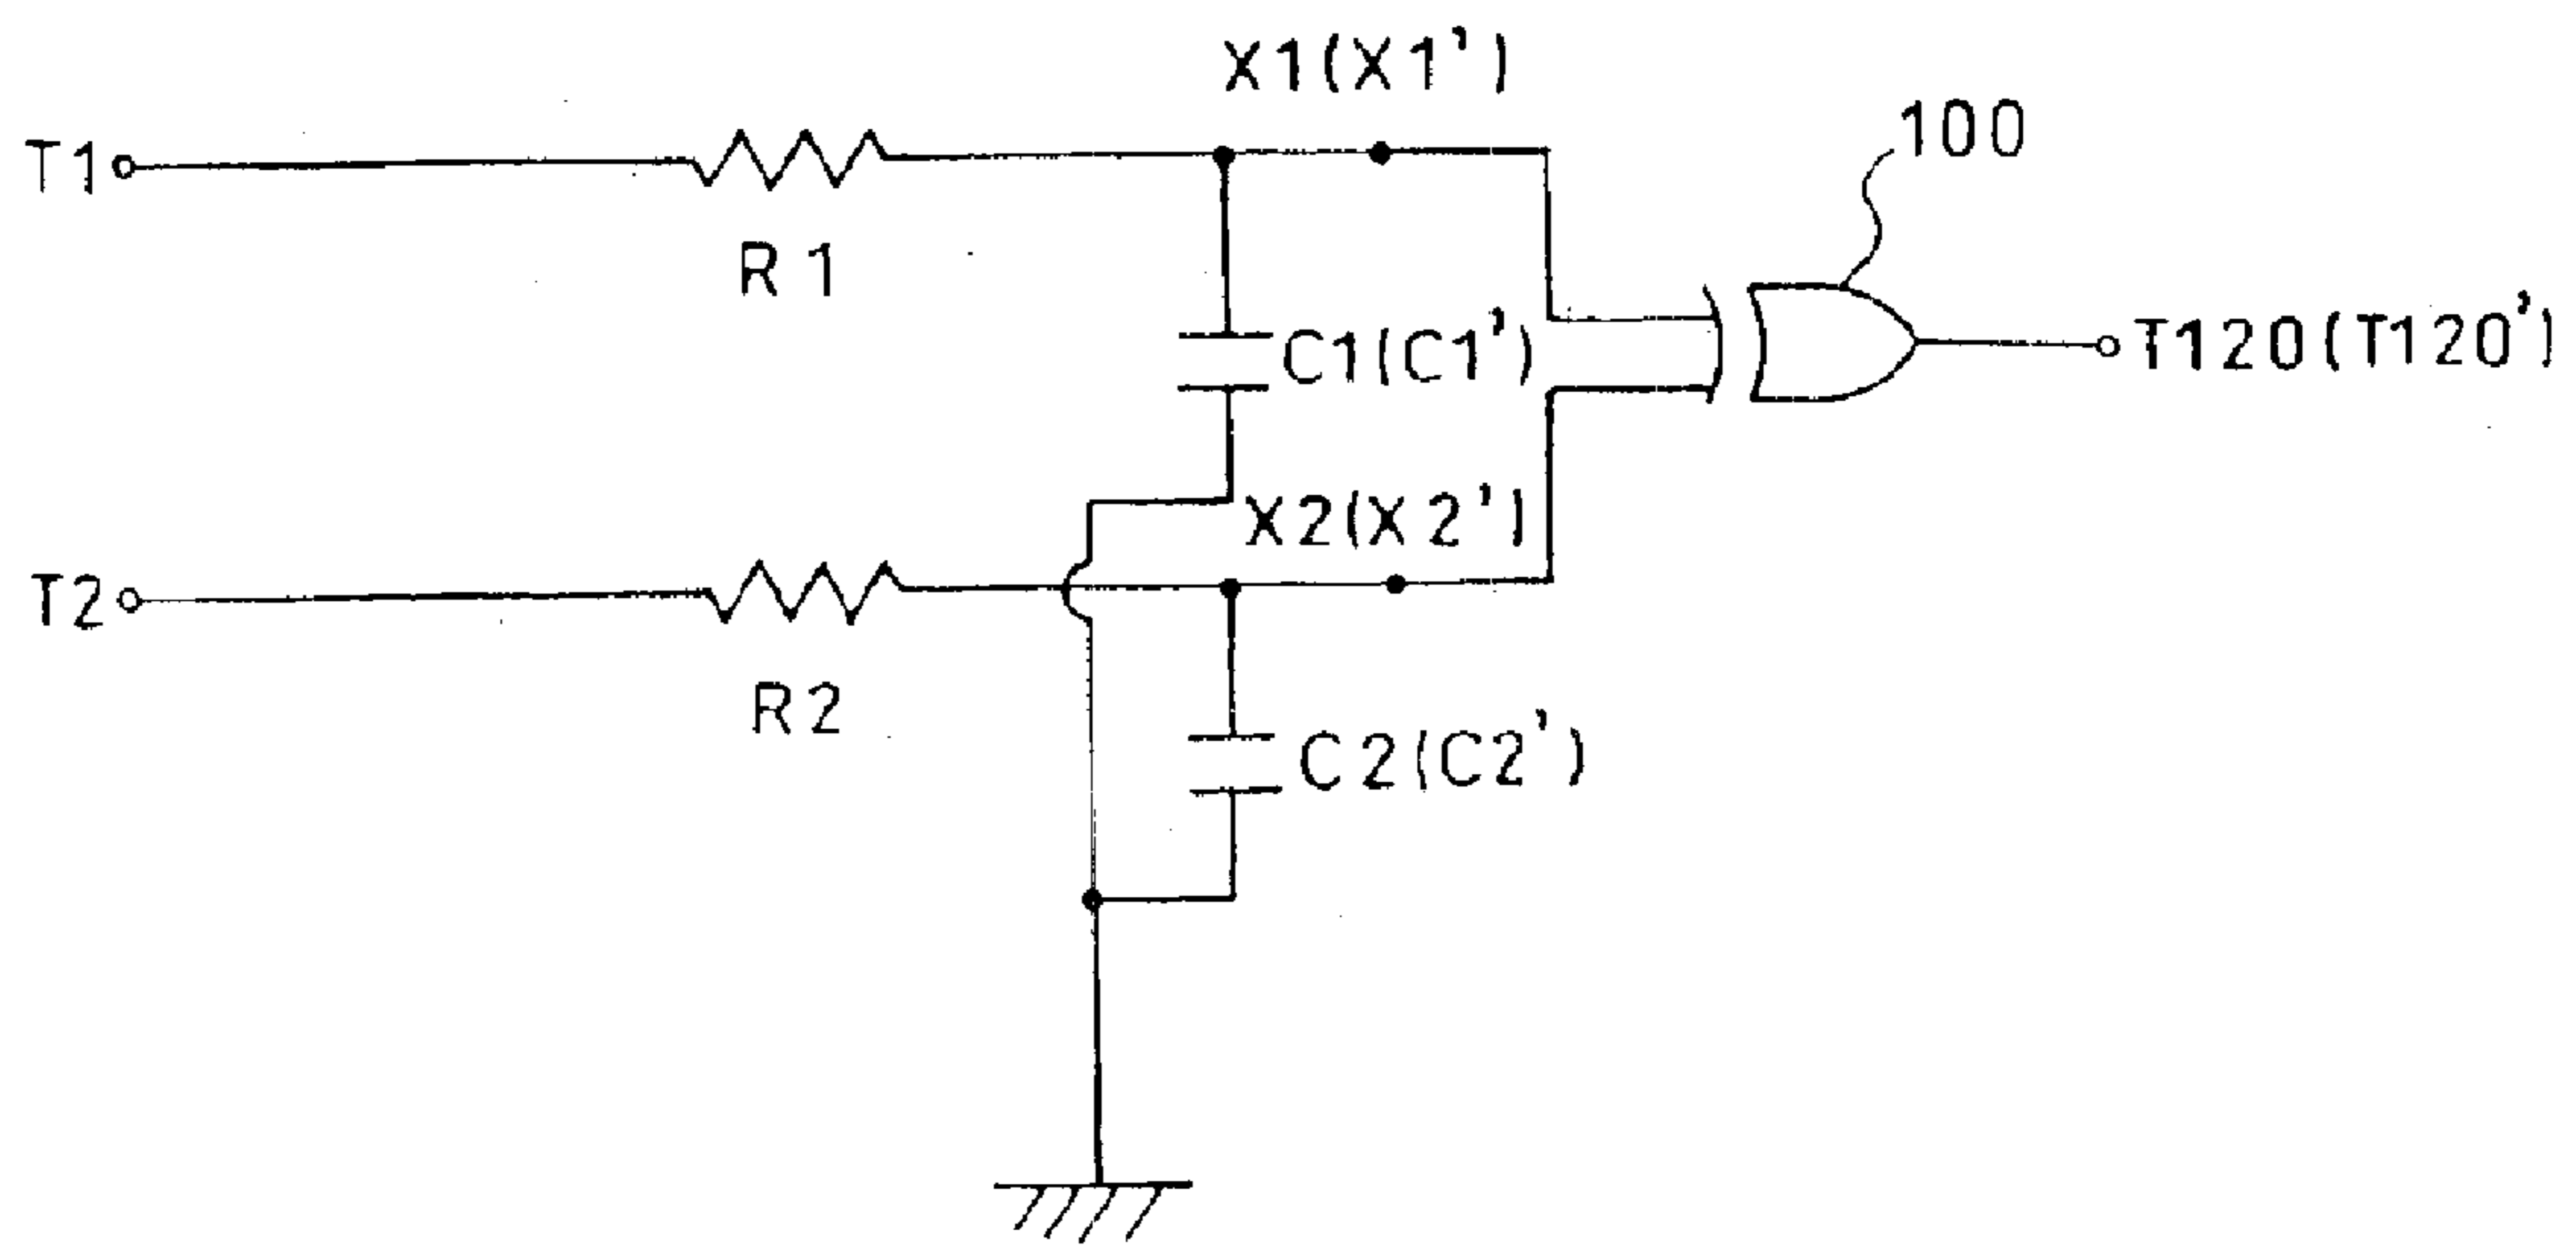 X1(X1')
100
T1
R1
T120(T120')
C1(C1')
X2(X2')
T2
R2
C2(C2')